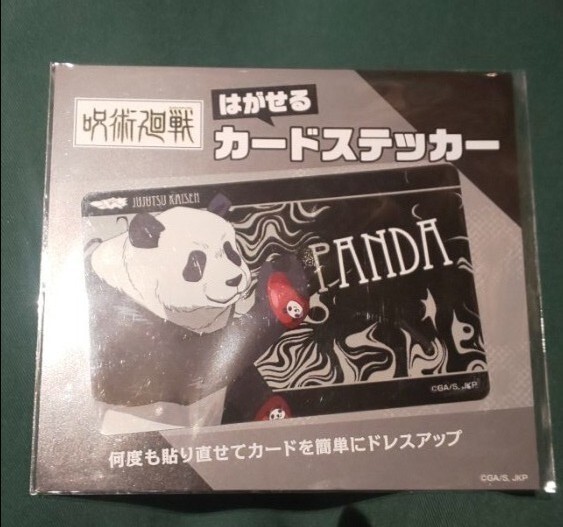 呪術廻戦
はがせる
カードステッカー
JUJUTSU KAISEN
PANDA
©GA/S, JKP
何度も貼り直せてカードを簡単にドレスアップ
©GA/S, JKP